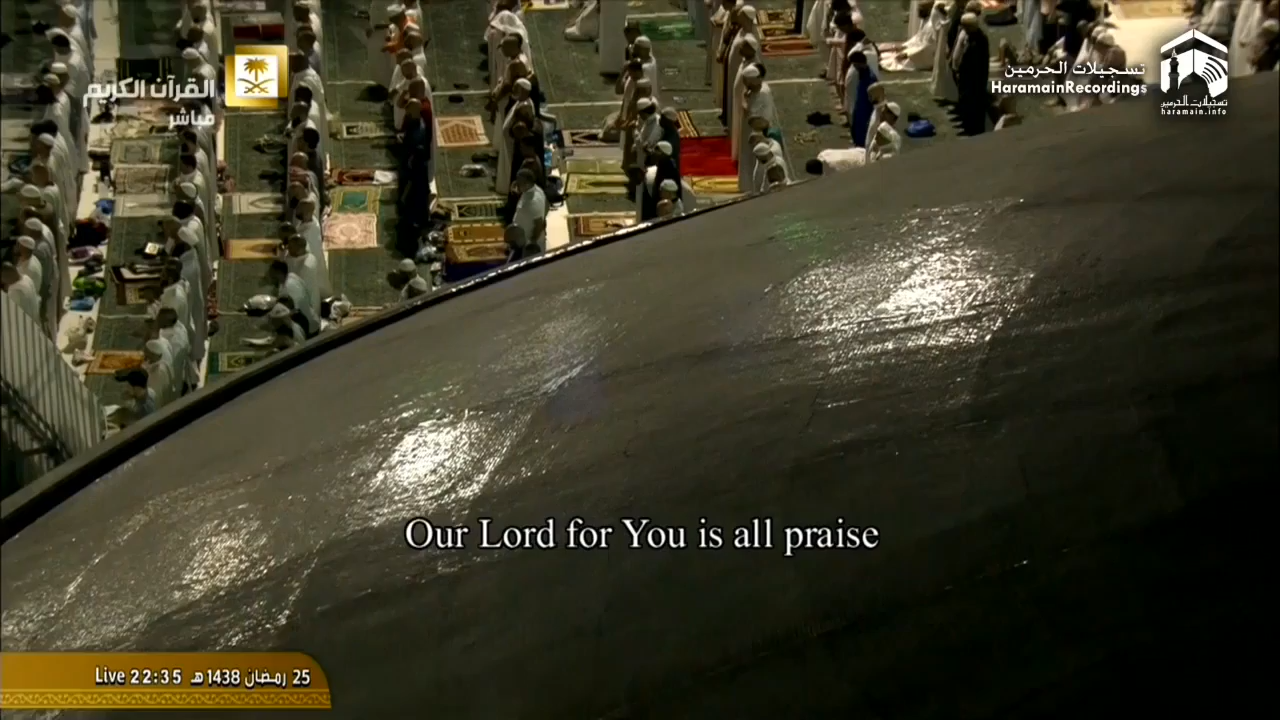 القرآن الكريم
مباشر
تسجيلات الحرمين
HaramainRecordings
تسجيلات الحرمين
haramain.info
Our Lord for You is all praise
25 رمضان 1438هـ Live 22:35